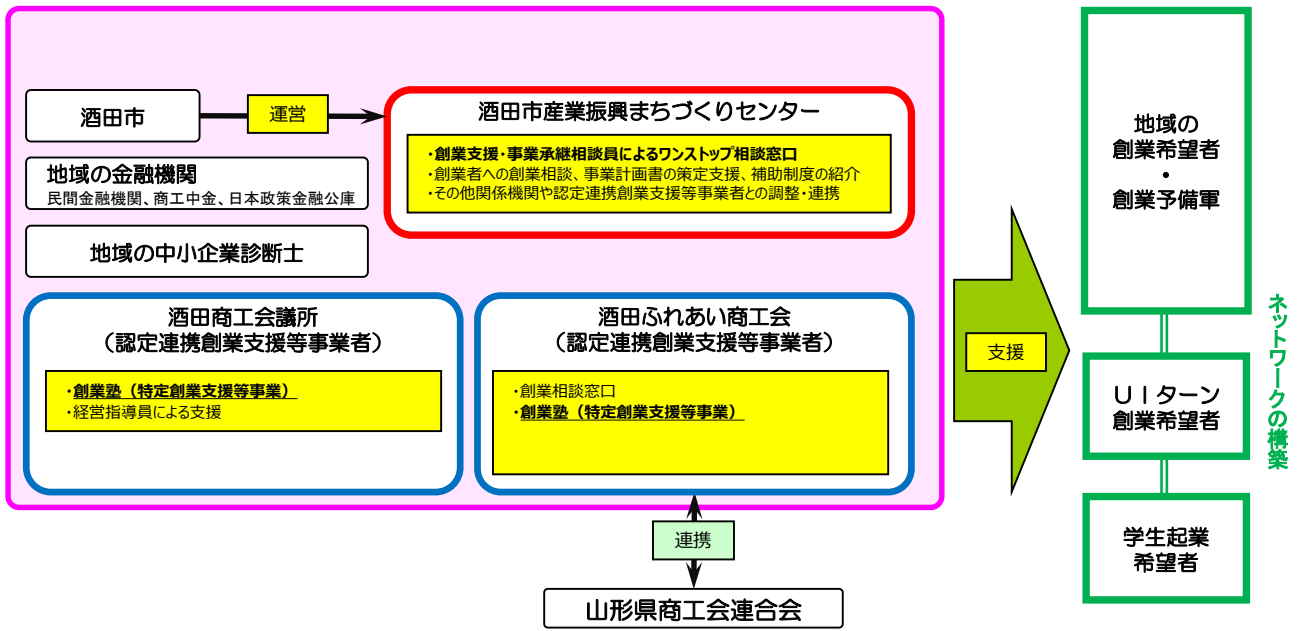 酒田市
運営
酒田市産業振興まちづくりセンター
・創業支援・事業承継相談員によるワンストップ相談窓口
・創業者への創業相談、事業計画書の策定支援、補助制度の紹介
・その他関係機関や認定連携創業支援等事業者との調整・連携
地域の金融機関
民間金融機関、商工中金、日本政策金融公庫
地域の中小企業診断士
酒田商工会議所
（認定連携創業支援等事業者）
・創業塾（特定創業支援等事業）
・経営指導員による支援
酒田ふれあい商工会
（認定連携創業支援等事業者）
・創業相談窓口
・創業塾（特定創業支援等事業）
連携
山形県商工会連合会
支援
地域の
創業希望者
・
創業予備軍
ＵＩターン
創業希望者
学生起業
希望者
ネットワークの構築